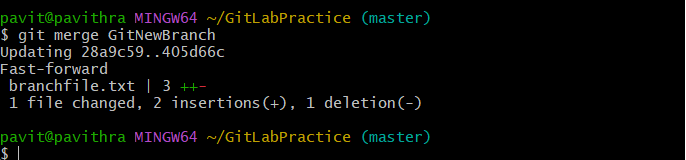 pavit@pavithra MINGW64 ~/GitLabPractice (master)
$ git merge GitNewBranch
Updating 28a9c59..405d66c
Fast-forward
 branchfile.txt | 3 ++-
 1 file changed, 2 insertions(+), 1 deletion(-)
pavit@pavithra MINGW64 ~/GitLabPractice (master)
$